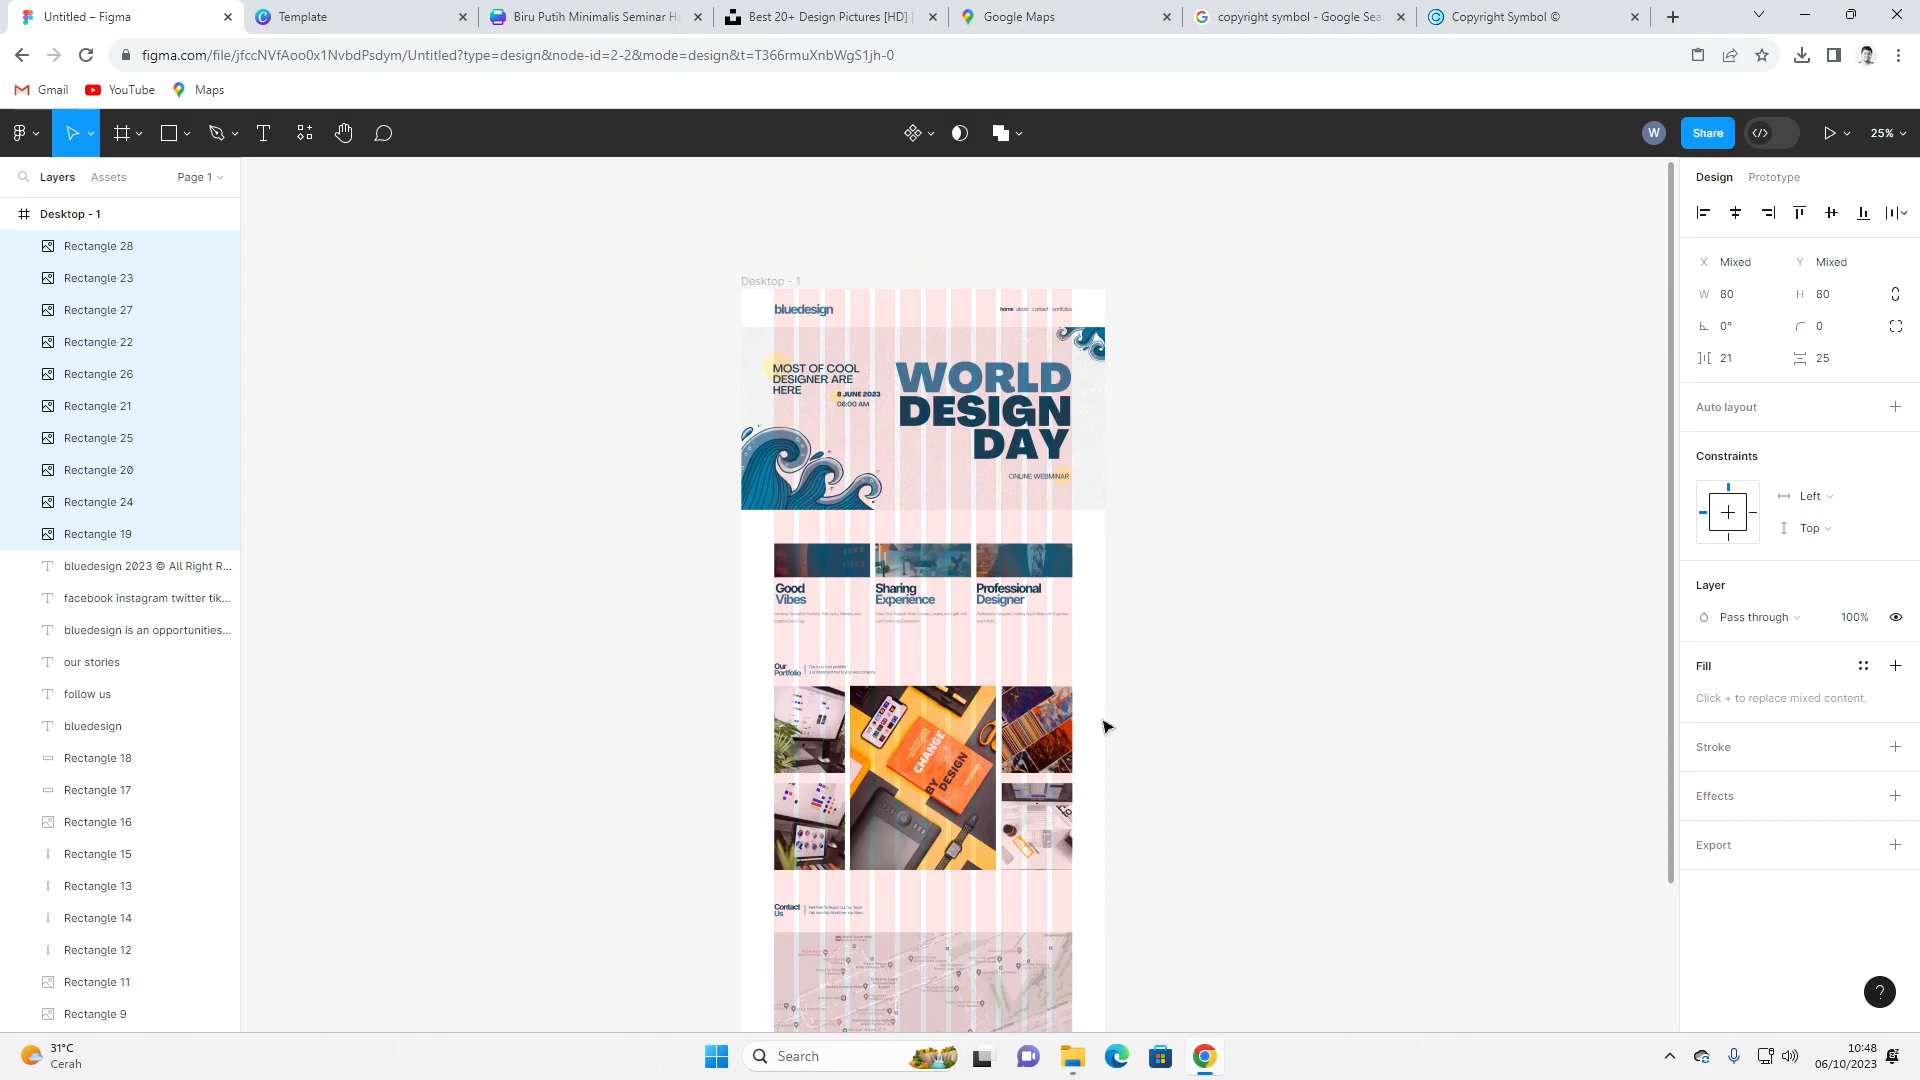 Untitled – Figma
Template
Biru Putih Minimalis Seminar Ha
Best 20+ Design Pictures [HD] |
Google Maps
copyright symbol - Google Sea
Copyright Symbol ©
figma.com/file/jfccNVfAoo0x1NvbdPsdym/Untitled?type=design&node-id=2-2&mode=design&t=T366rmuXnbWgS1jh-0
Gmail
YouTube
Maps
W
Share
25%
Layers
Assets
Page 1
Design
Prototype
Desktop - 1
Rectangle 28
Rectangle 23
Rectangle 27
Rectangle 22
Rectangle 26
Rectangle 21
Rectangle 25
Rectangle 20
Rectangle 24
Rectangle 19
bluedesign 2023 © All Right R...
facebook instagram twitter tik...
bluedesign is an opportunities...
our stories
follow us
bluedesign
Rectangle 18
Rectangle 17
Rectangle 16
Rectangle 15
Rectangle 13
Rectangle 14
Rectangle 12
Rectangle 11
Rectangle 9
Desktop - 1
bluedesign
home about contact portfolios
MOST OF COOL
DESIGNER ARE
HERE
8 JUNE 2023
08:00 AM
WORLD
DESIGN
DAY
ONLINE WEBMINAR
Good
Vibes
Sharing
Experience
Professional
Designer
Our
Portfolio
CHANGE
BY DESIGN
Contact
Us
X Mixed
Y Mixed
W 80
H 80
0°
0
21
25
Auto layout
Constraints
Left
Top
Layer
Pass through
100%
Fill
Click + to replace mixed content.
Stroke
Effects
Export
?
31°C
Cerah
Search
10:48
06/10/2023